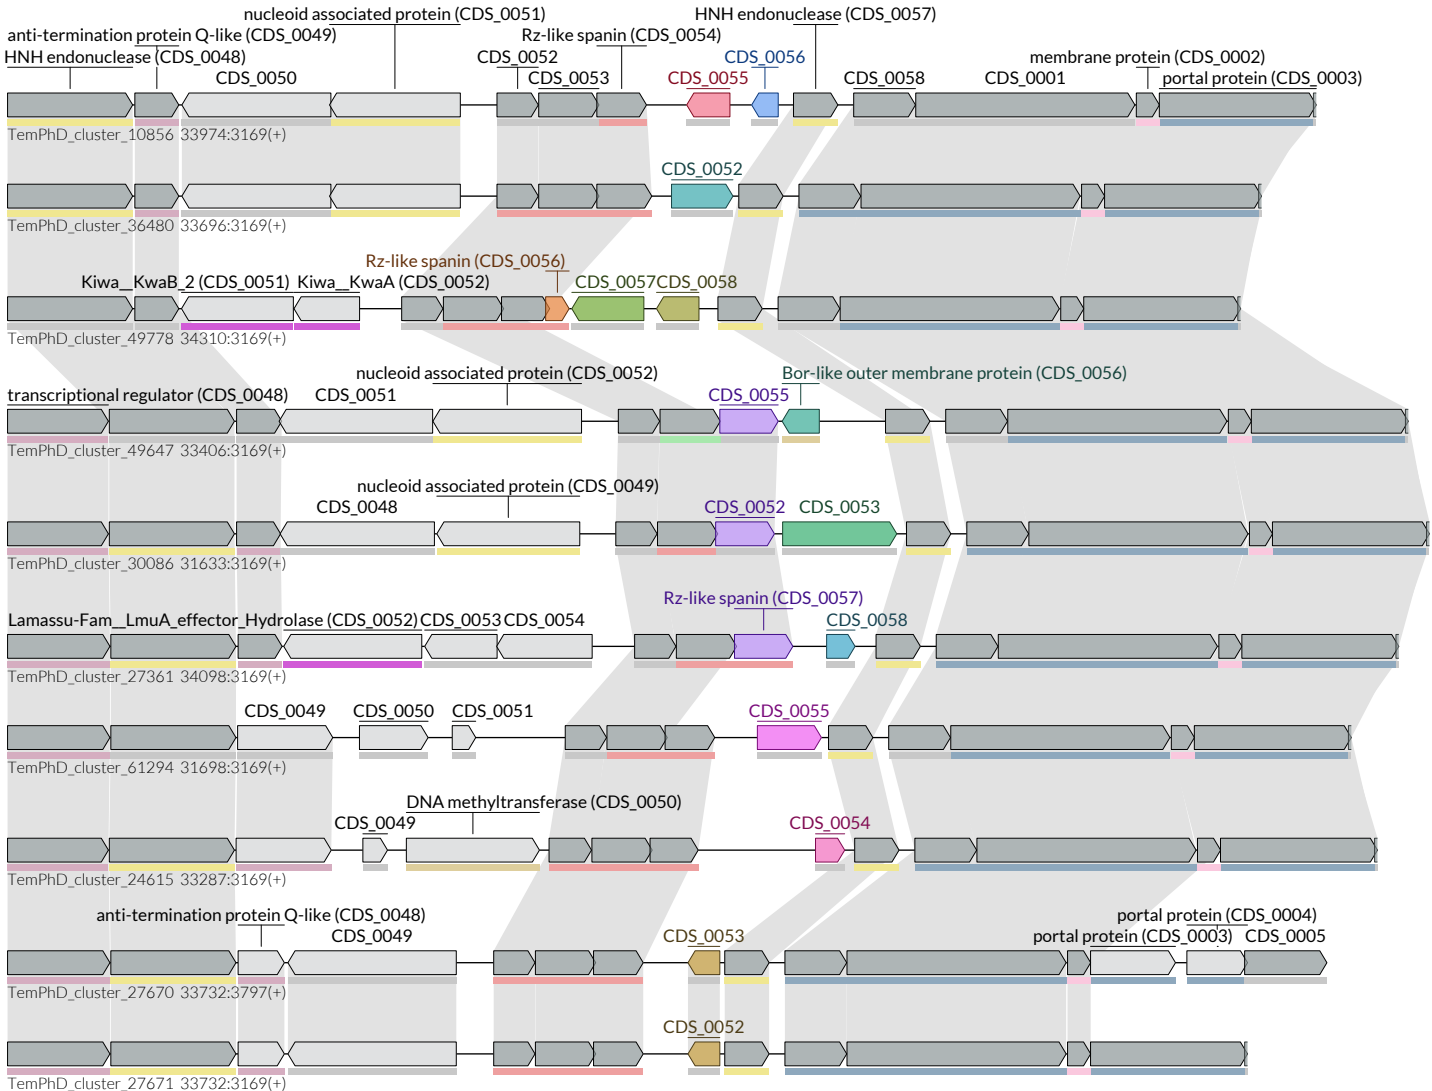 nucleoid associated protein (CDS_0051)
HNH endonuclease (CDS_0057)
anti-termination protein Q-like (CDS_0049)
Rz-like spanin (CDS_0054)
HNH endonuclease (CDS_0048)
CDS_0052
CDS_0056
membrane protein (CDS_0002)
CDS_0050
CDS_0053
CDS_0055
CDS_0058
CDS_0001
portal protein (CDS_0003)
TemPhD_cluster_10856 33974:3169(+)
CDS_0052
TemPhD_cluster_36480 33696:3169(+)
Rz-like spanin (CDS_0056)
Kiwa__KwaB_2 (CDS_0051)
Kiwa__KwaA (CDS_0052)
CDS_0057
CDS_0058
TemPhD_cluster_49778 34310:3169(+)
nucleoid associated protein (CDS_0052)
Bor-like outer membrane protein (CDS_0056)
transcriptional regulator (CDS_0048)
CDS_0051
CDS_0055
TemPhD_cluster_49647 33406:3169(+)
nucleoid associated protein (CDS_0049)
CDS_0048
CDS_0052
CDS_0053
TemPhD_cluster_30086 31633:3169(+)
Rz-like spanin (CDS_0057)
Lamassu-Fam__LmuA_effector_Hydrolase (CDS_0052)
CDS_0053
CDS_0054
CDS_0058
TemPhD_cluster_27361 34098:3169(+)
CDS_0049
CDS_0050
CDS_0051
CDS_0055
TemPhD_cluster_61294 31698:3169(+)
DNA methyltransferase (CDS_0050)
CDS_0049
CDS_0054
TemPhD_cluster_24615 33287:3169(+)
anti-termination protein Q-like (CDS_0048)
portal protein (CDS_0004)
CDS_0049
CDS_0053
portal protein (CDS_0003)
CDS_0005
TemPhD_cluster_27670 33732:3797(+)
CDS_0052
TemPhD_cluster_27671 33732:3169(+)